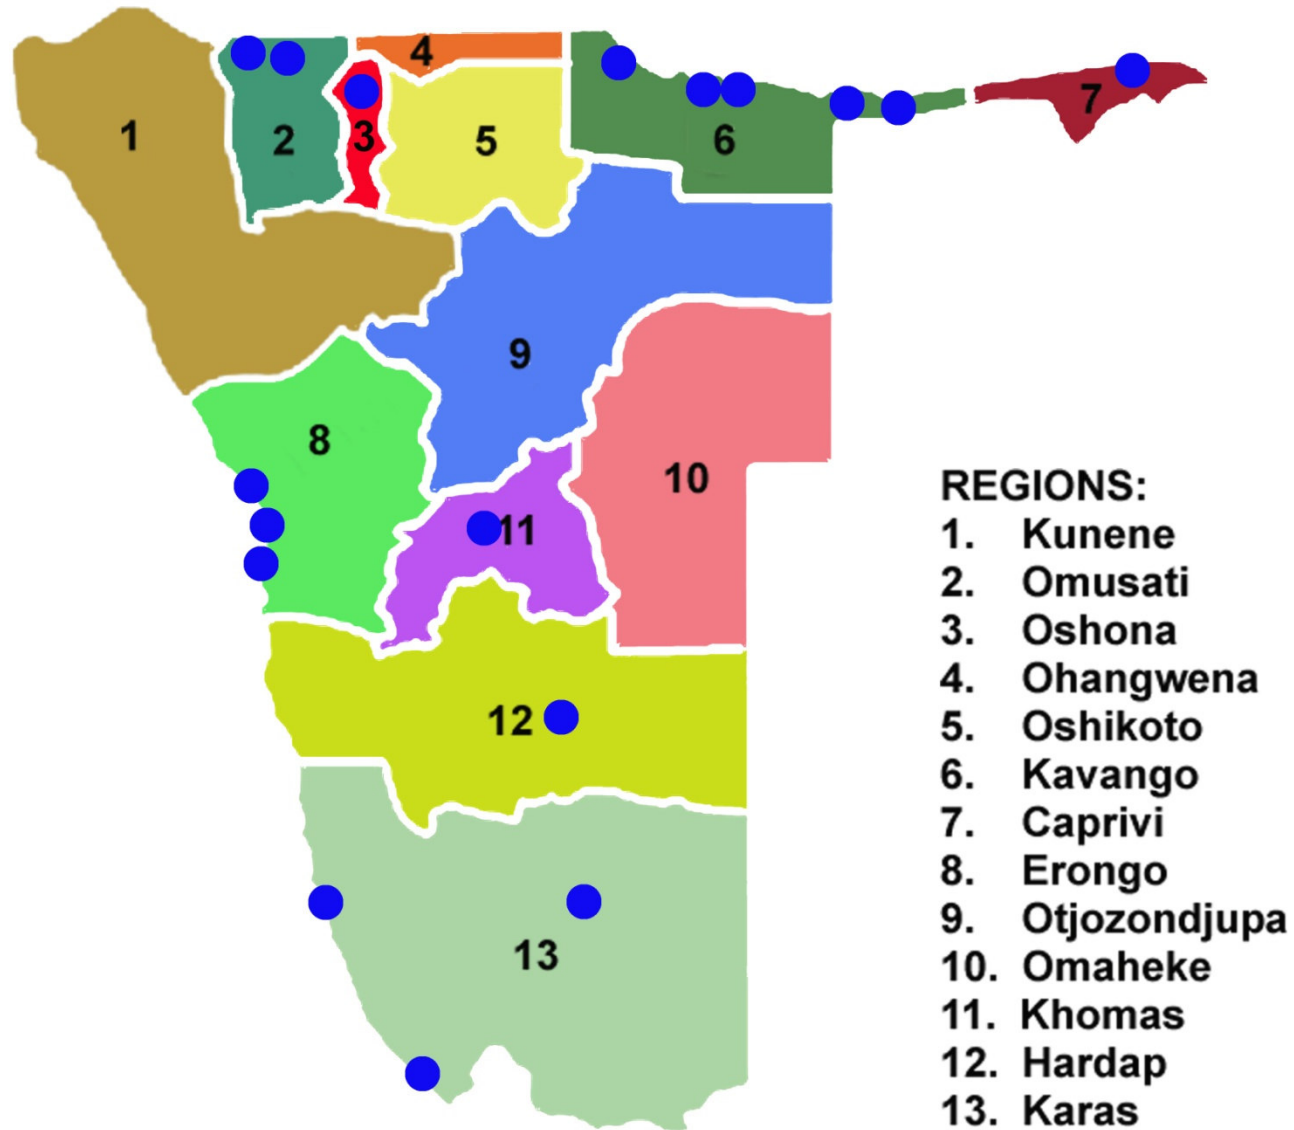 4
1
2
3
5
6
7
9
8
10
11
12
13
REGIONS:
1. Kunene
2. Omusati
3. Oshona
4. Ohangwena
5. Oshikoto
6. Kavango
7. Caprivi
8. Erongo
9. Otjozondjupa
10. Omaheke
11. Khomas
12. Hardap
13. Karas